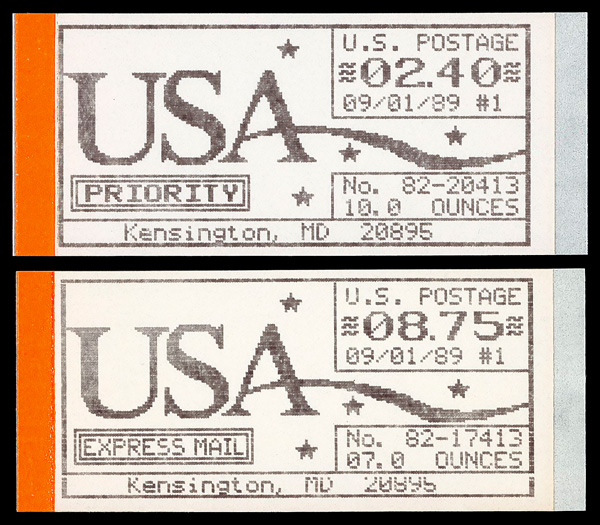 U.S. POSTAGE
02.40
09/01/89 #1
USA
PRIORITY
No. 82-20413
10.0 OUNCES
Kensington, MD 20895
U.S. POSTAGE
08.75
09/01/89 #1
USA
EXPRESS MAIL
No. 82-17413
07.0 OUNCES
Kensington, MD 20895